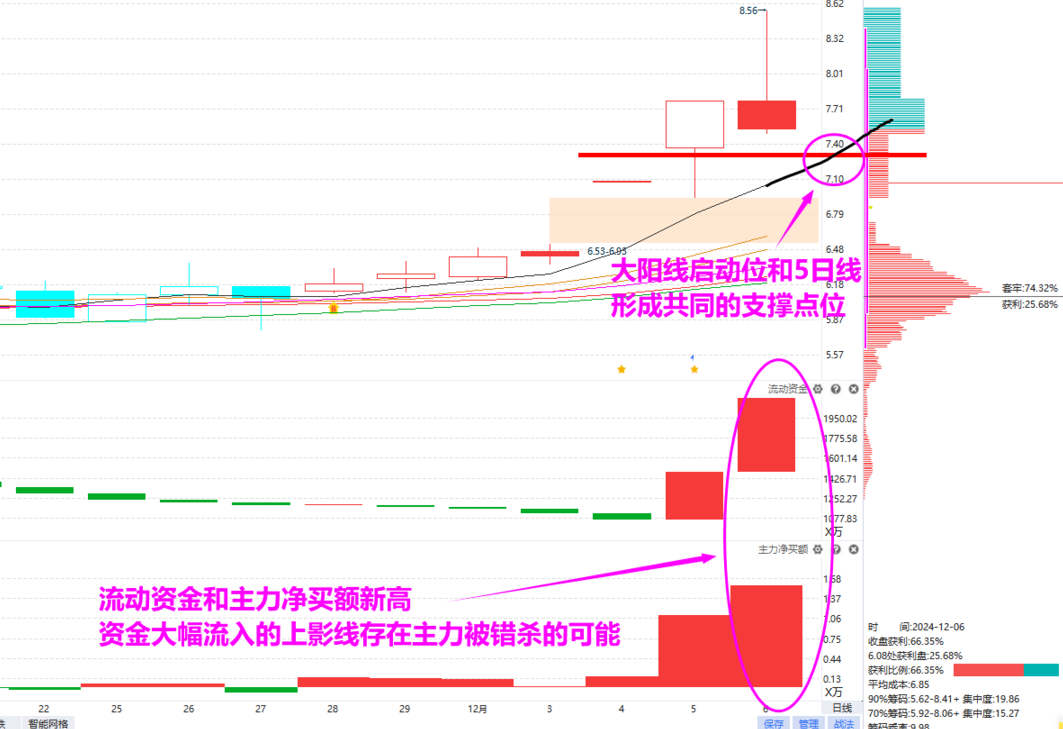 8.56
8.62
8.32
8.01
7.71
7.40
7.10
6.79
6.48
6.18
5.87
5.57
6.53-6.93
大阻线启动位和5日线
形成共同的支撑点位
套牢:74.32%
获利:25.68%
流动资金
1950.02
1775.58
1601.14
1426.71
1252.27
1077.83
X万
主力净买额
1.58
1.37
1.06
0.75
0.44
0.13
X万
流动资金和主力净买额新高
资金大幅流入的上影线存在主力被错杀的可能
时 间:2024-12-06
收盘获利:66.35%
6.08处获利盘:25.68%
获利比例:66.35%
平均成本:6.85
90%筹码:5.62-8.41+ 集中度:19.86
70%筹码:5.92-8.06+ 集中度:15.27
筹码乖离:9.98
22 25 26 27 28 29 12月 3 4 5 6 日线
智能网格 保存 管理 战法